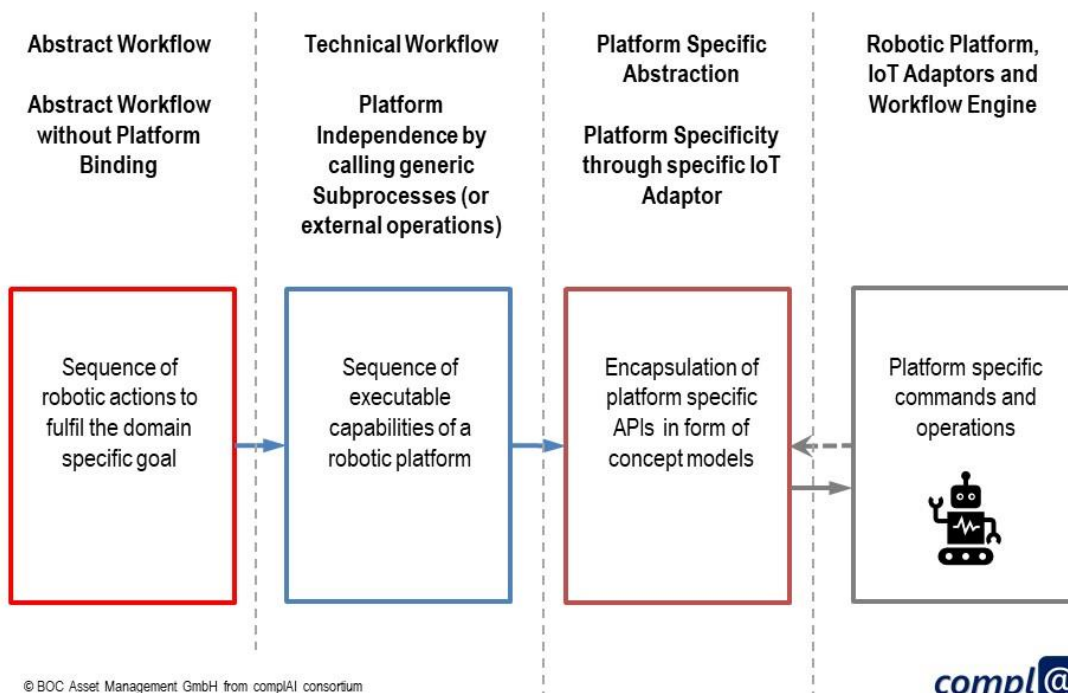 Abstract Workflow
Abstract Workflow
without Platform
Binding
Technical Workflow
Platform
Independence by
calling generic
Subprocesses (or
external operations)
Platform Specific
Abstraction
Platform Specificity
through specific IoT
Adaptor
Robotic Platform,
IoT Adaptors and
Workflow Engine
Sequence of
robotic actions to
fulfil the domain
specific goal
Sequence of
executable
capabilities of a
robotic platform
Encapsulation of
platform specific
APIs in form of
concept models
Platform specific
commands and
operations
© BOC Asset Management GmbH from complAI consortium
compl@